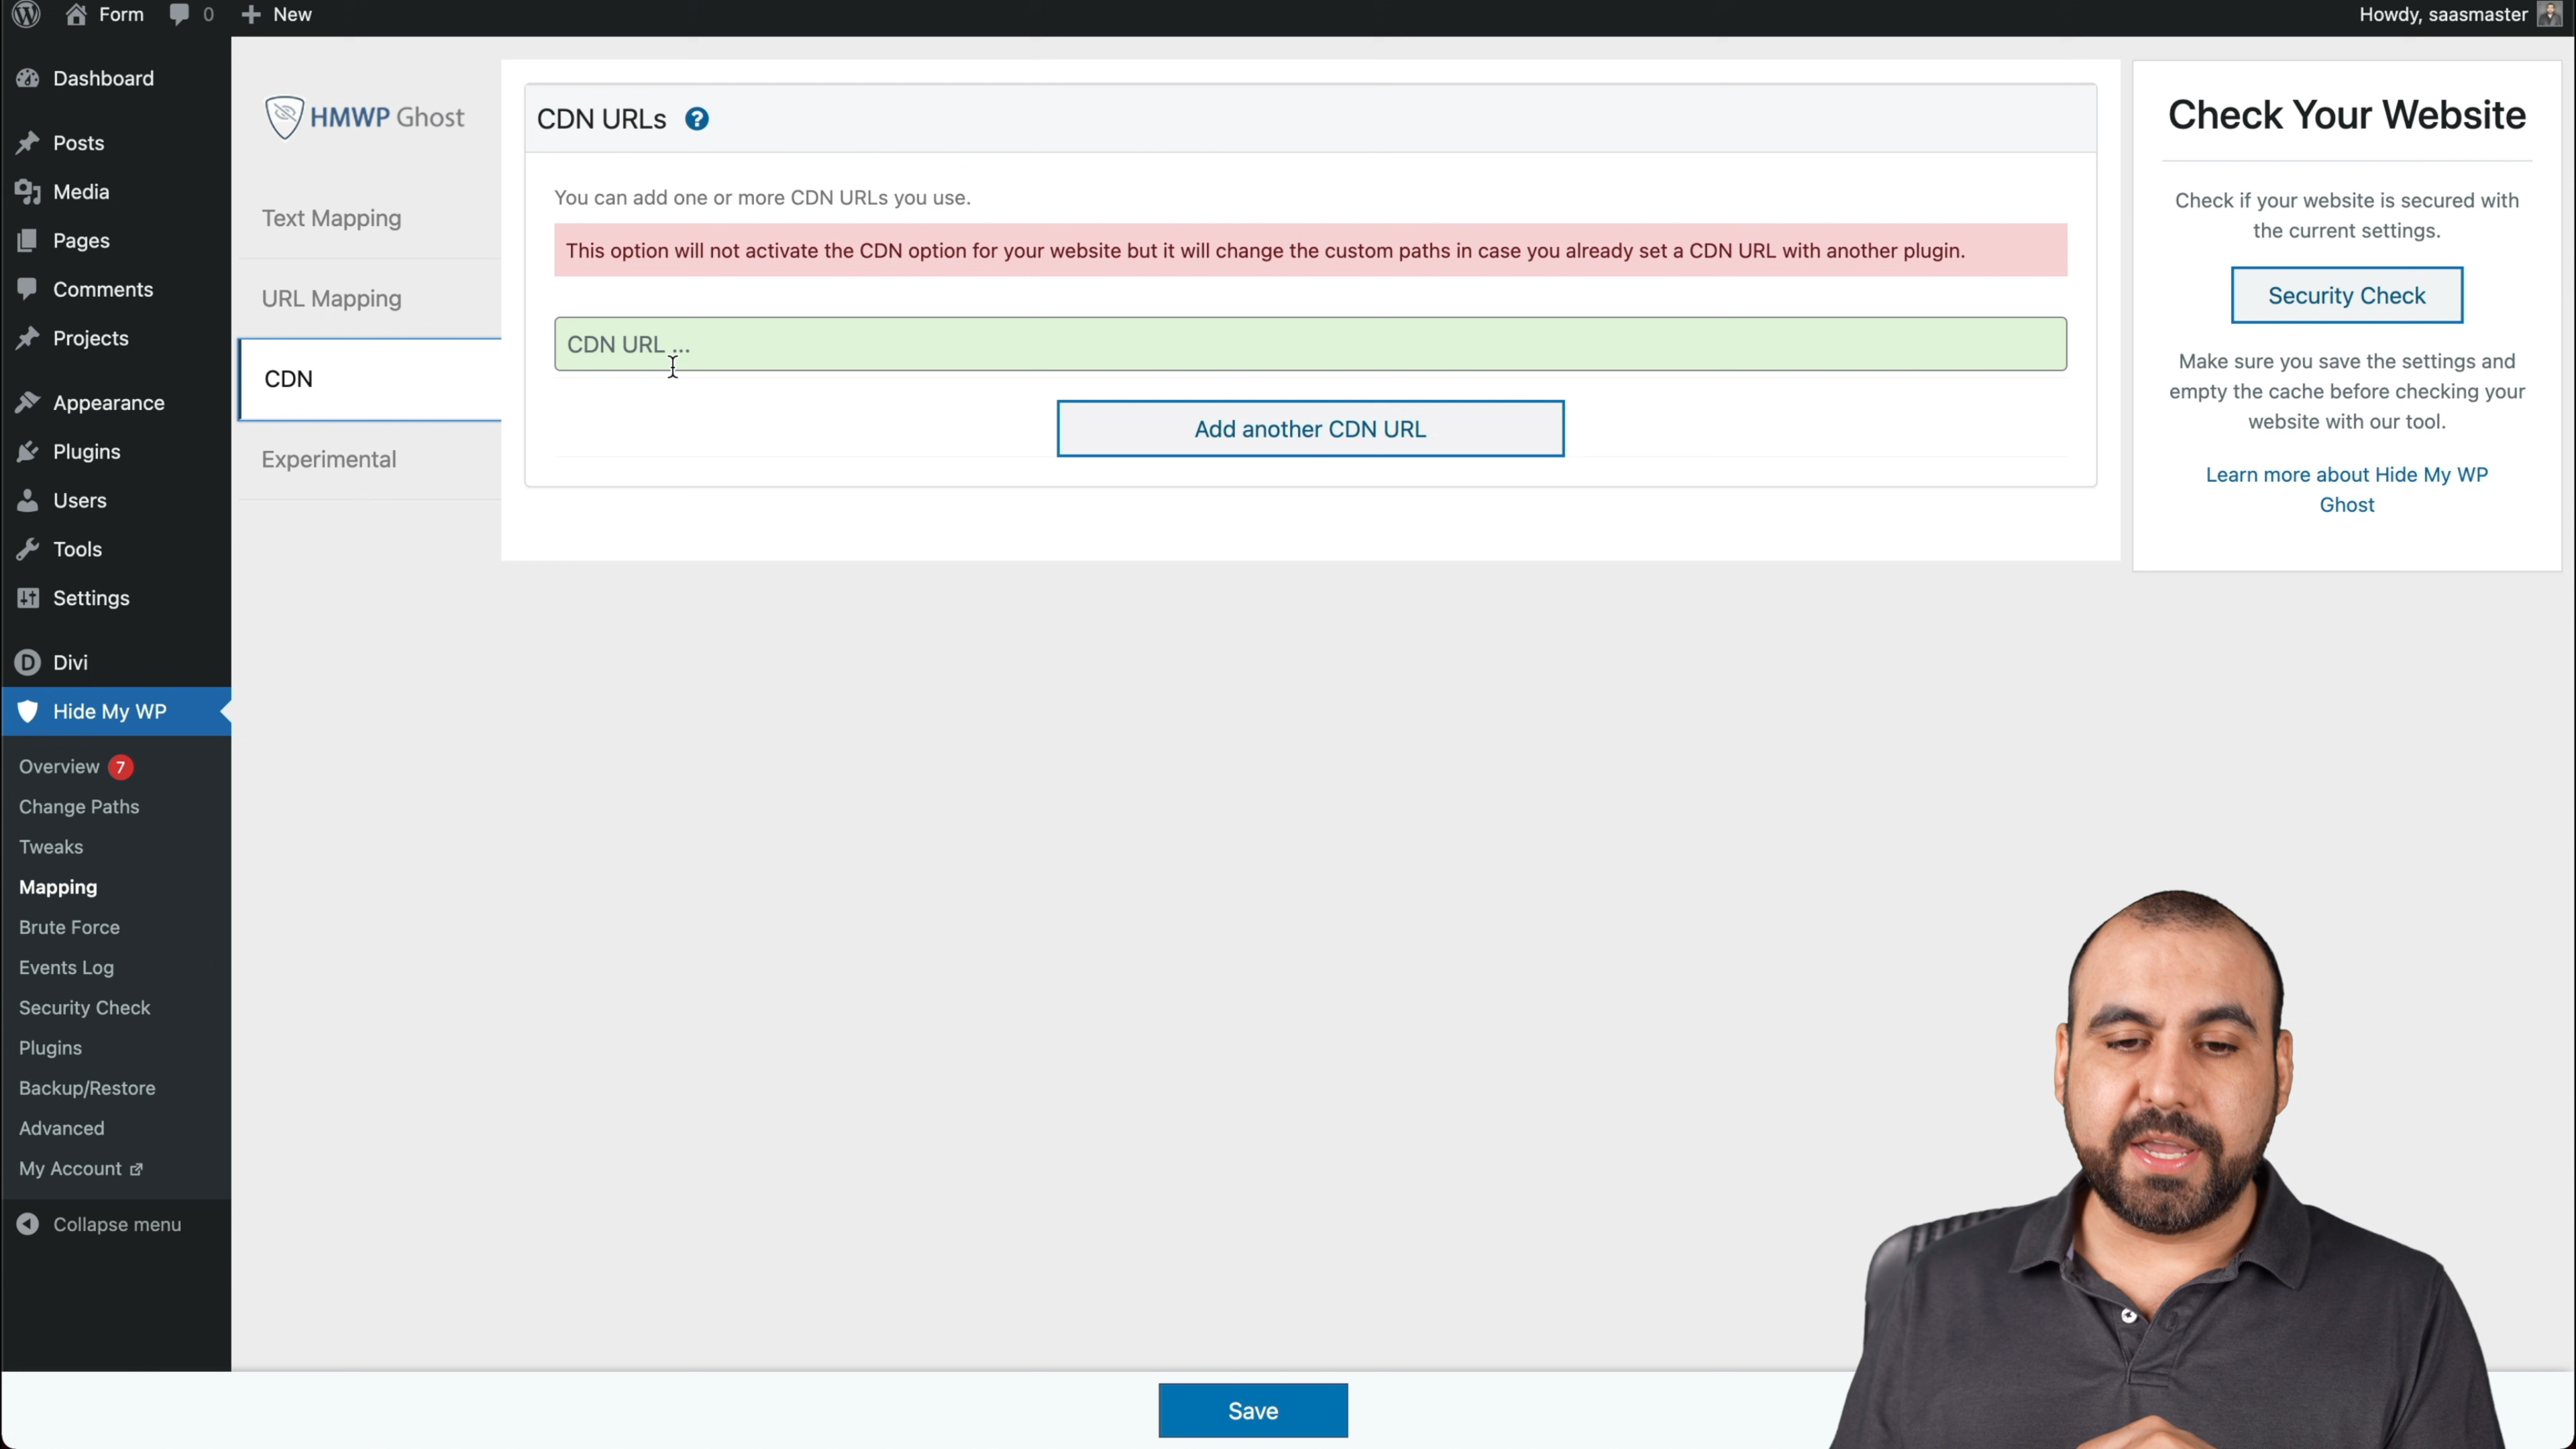 Form
0
New
Howdy, saasmaster
Dashboard
Posts
Media
Pages
Comments
Projects
Appearance
Plugins
Users
Tools
Settings
Divi
Hide My WP
Overview 7
Change Paths
Tweaks
Mapping
Brute Force
Events Log
Security Check
Plugins
Backup/Restore
Advanced
My Account
Collapse menu
HMWP Ghost
Text Mapping
URL Mapping
CDN
Experimental
CDN URLs ?
You can add one or more CDN URLs you use.
This option will not activate the CDN option for your website but it will change the custom paths in case you already set a CDN URL with another plugin.
CDN URL ...
Add another CDN URL
Check Your Website
Check if your website is secured with
the current settings.
Security Check
Make sure you save the settings and
empty the cache before checking your
website with our tool.
Learn more about Hide My WP
Ghost
Save